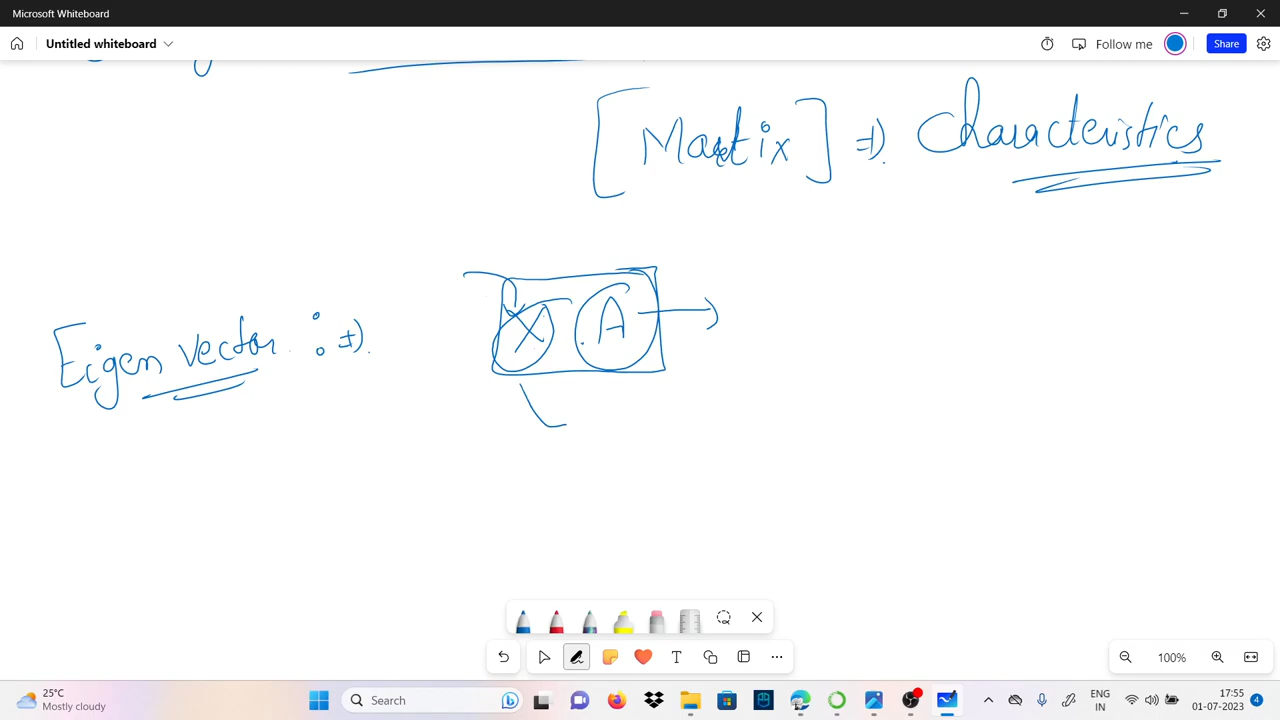 Microsoft Whiteboard
Untitled whiteboard
Follow me
Share
[Matrix] ⇒ Characteristics
X A
Eigen vector : ⇒
100%
25°C
Mostly cloudy
Search
ENG
IN
17:55
01-07-2023
4